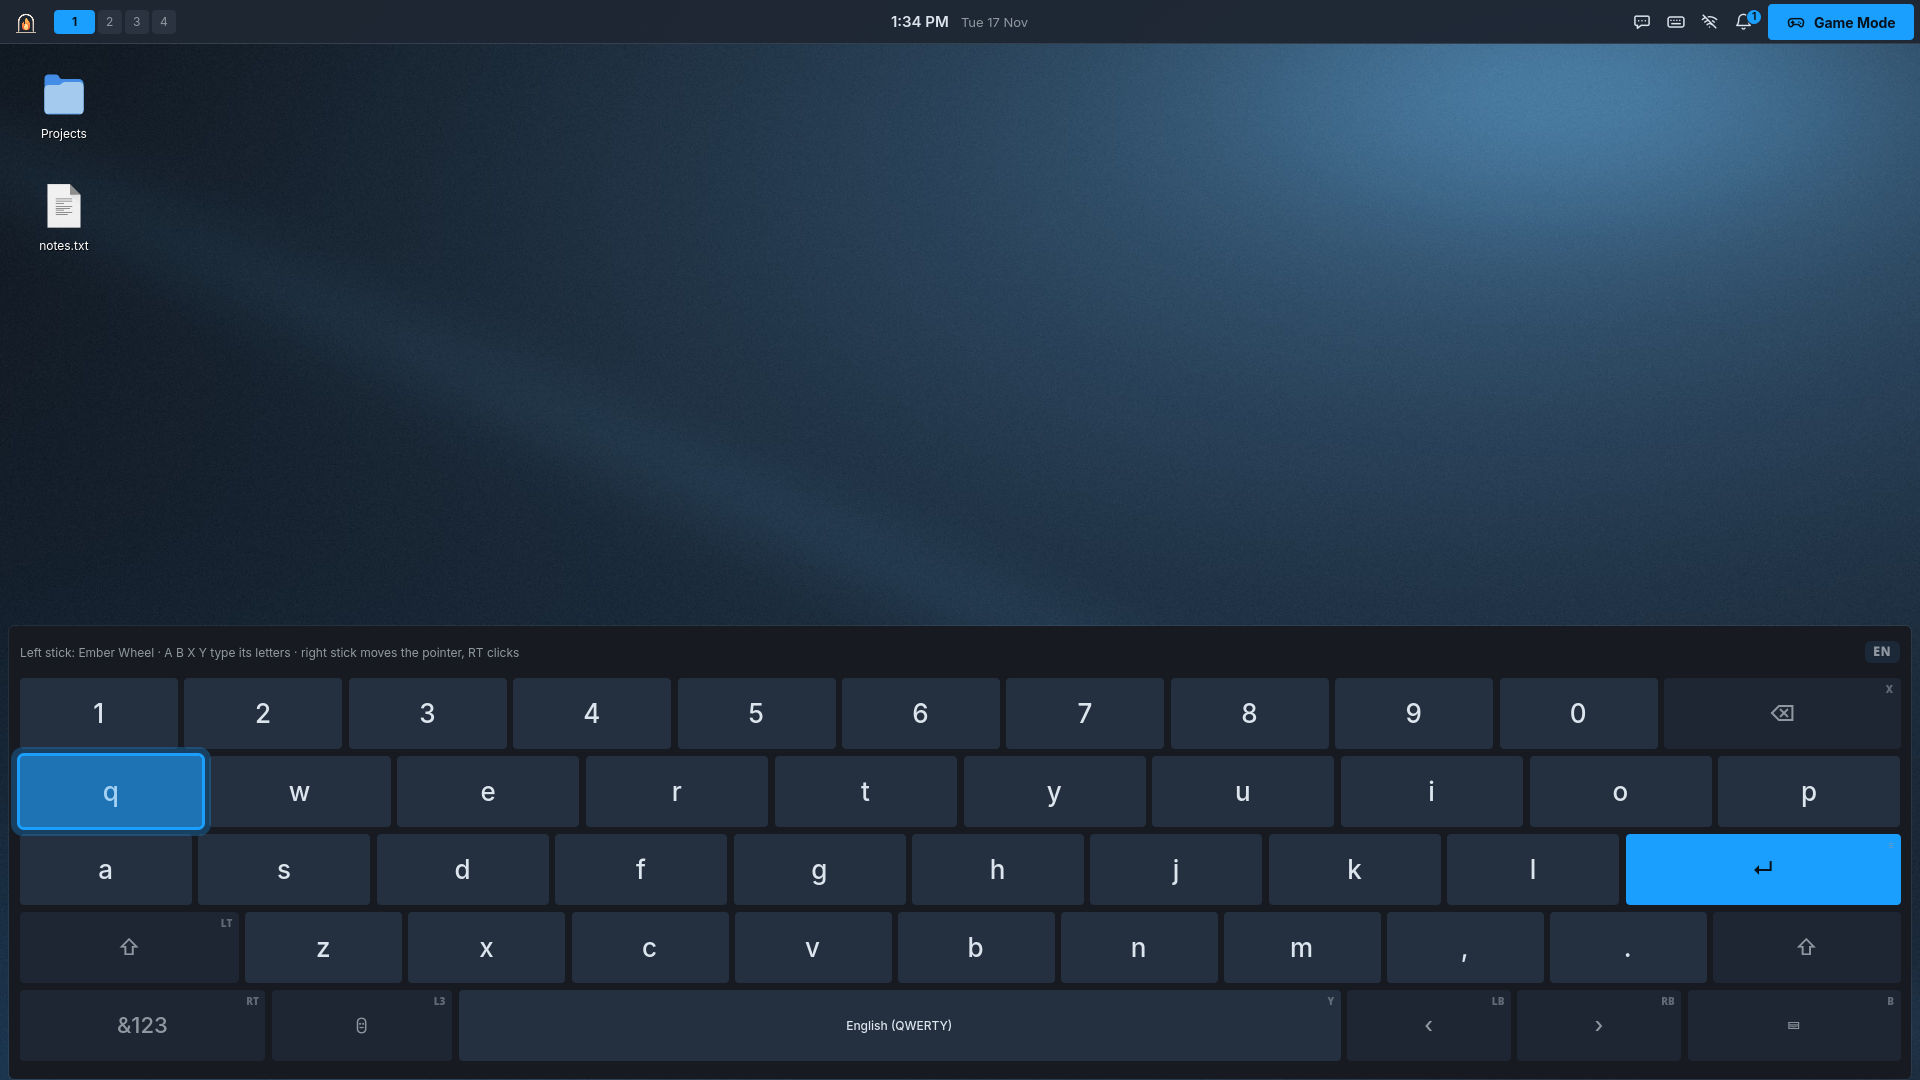 1 2 3 4
1:34 PM Tue 17 Nov
1
Game Mode
Projects
notes.txt
Left stick: Ember Wheel · A B X Y type its letters · right stick moves the pointer, RT clicks
EN
1 2 3 4 5 6 7 8 9 0 X
q w e r t y u i o p
a s d f g h j k l
LT z x c v b n m , .
&123 RT L3 English (QWERTY) Y ‹ LB › RB B